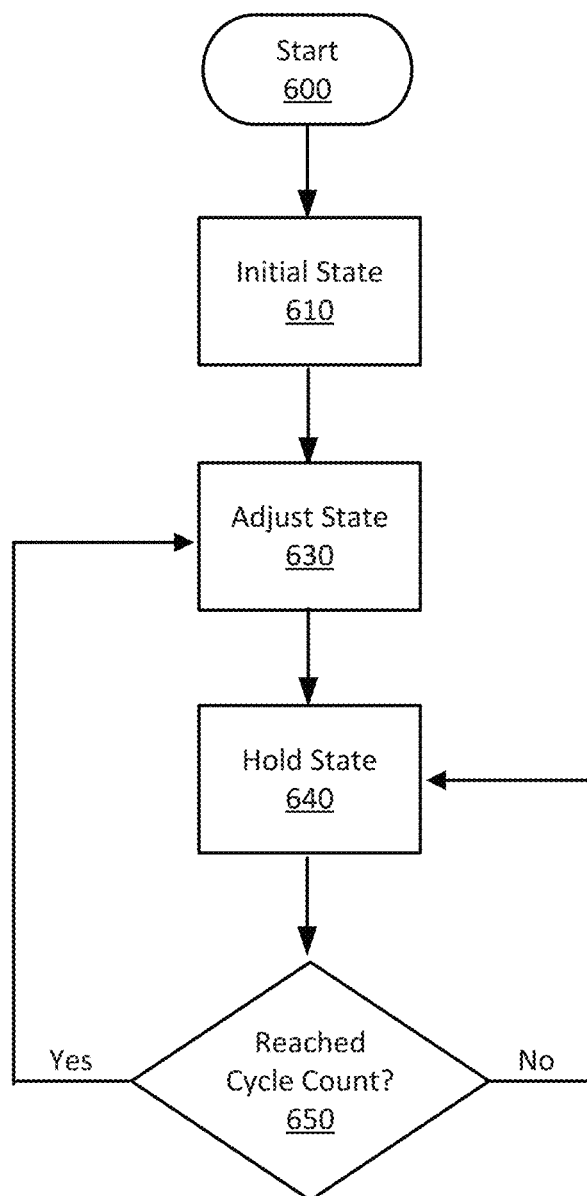 Start
600
Initial State
610
Adjust State
630
Hold State
640
Reached
Cycle Count?
650
Yes
No